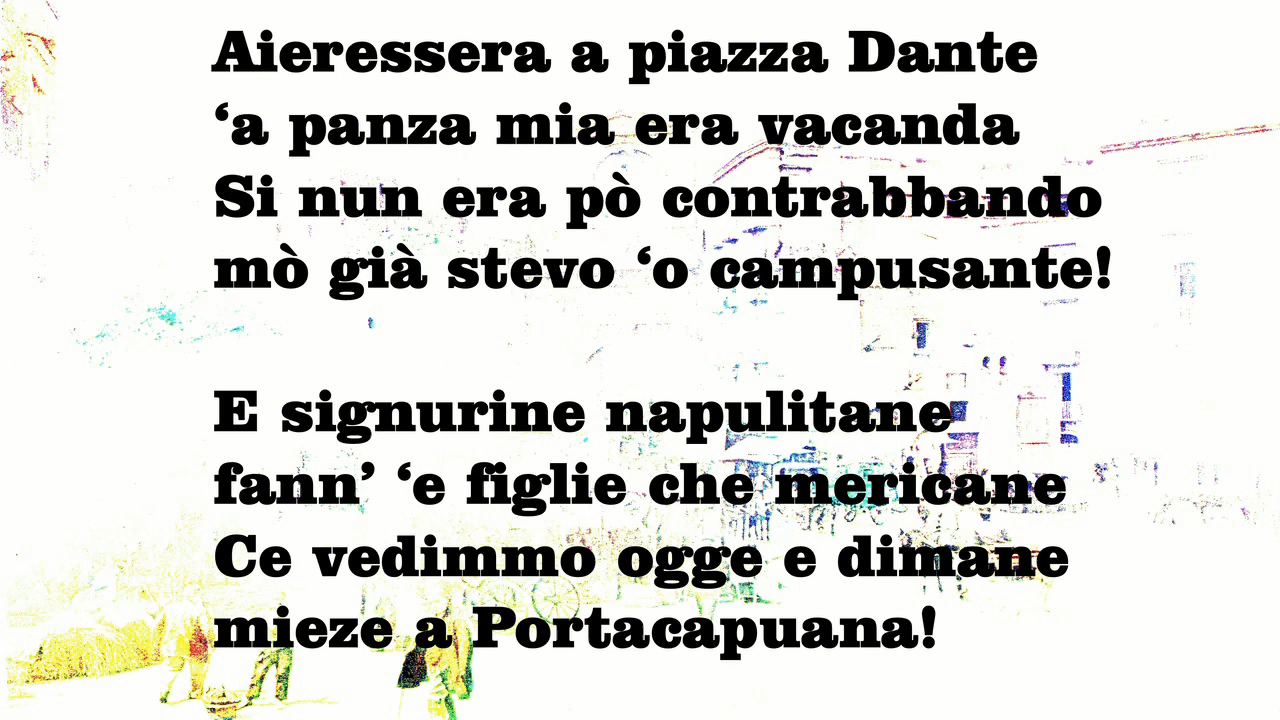 Aieressera a piazza Dante
‘a panza mia era vacanda
Si nun era pò contrabbando
mò già stevo ‘o campusante!
E signurine napulitane
fann’ ‘e figlie che mericane
Ce vedimmo ogge e dimane
mieze a Portacapuana!